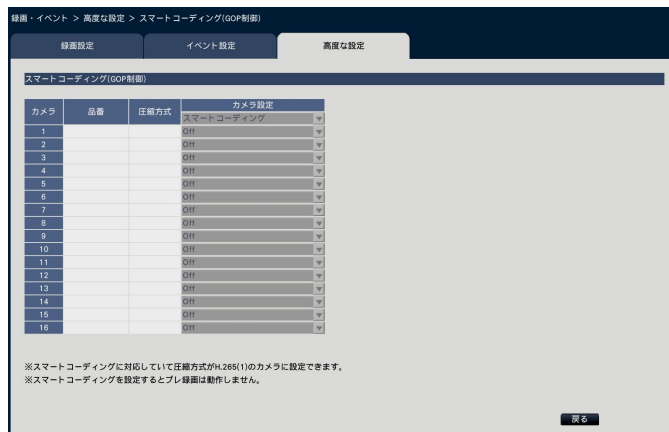 録画・イベント > 高度な設定 > スマートコーディング(GOP制御)
録画設定 イベント設定 高度な設定
スマートコーディング(GOP制御)
カメラ 品番 圧縮方式 カメラ設定
スマートコーディング
1 Off
2 Off
3 Off
4 Off
5 Off
6 Off
7 Off
8 Off
9 Off
10 Off
11 Off
12 Off
13 Off
14 Off
15 Off
16 Off
※スマートコーディングに対応していて圧縮方式がH.265(1)のカメラに設定できます。
※スマートコーディングを設定するとプレ録画は動作しません。
戻る